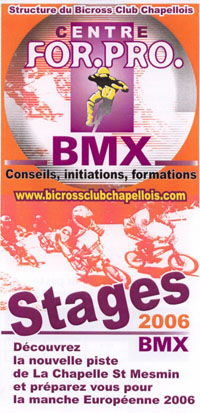 Structure du Bicross Club Chapellois
CENTRE
FOR.PRO.
BMX
Conseils, initiations, formations
www.bicrossclubchapellois.com
Stages
2006
BMX
Découvrez
la nouvelle piste
de La Chapelle St Mesmin
et préparez vous pour
la manche Européenne 2006